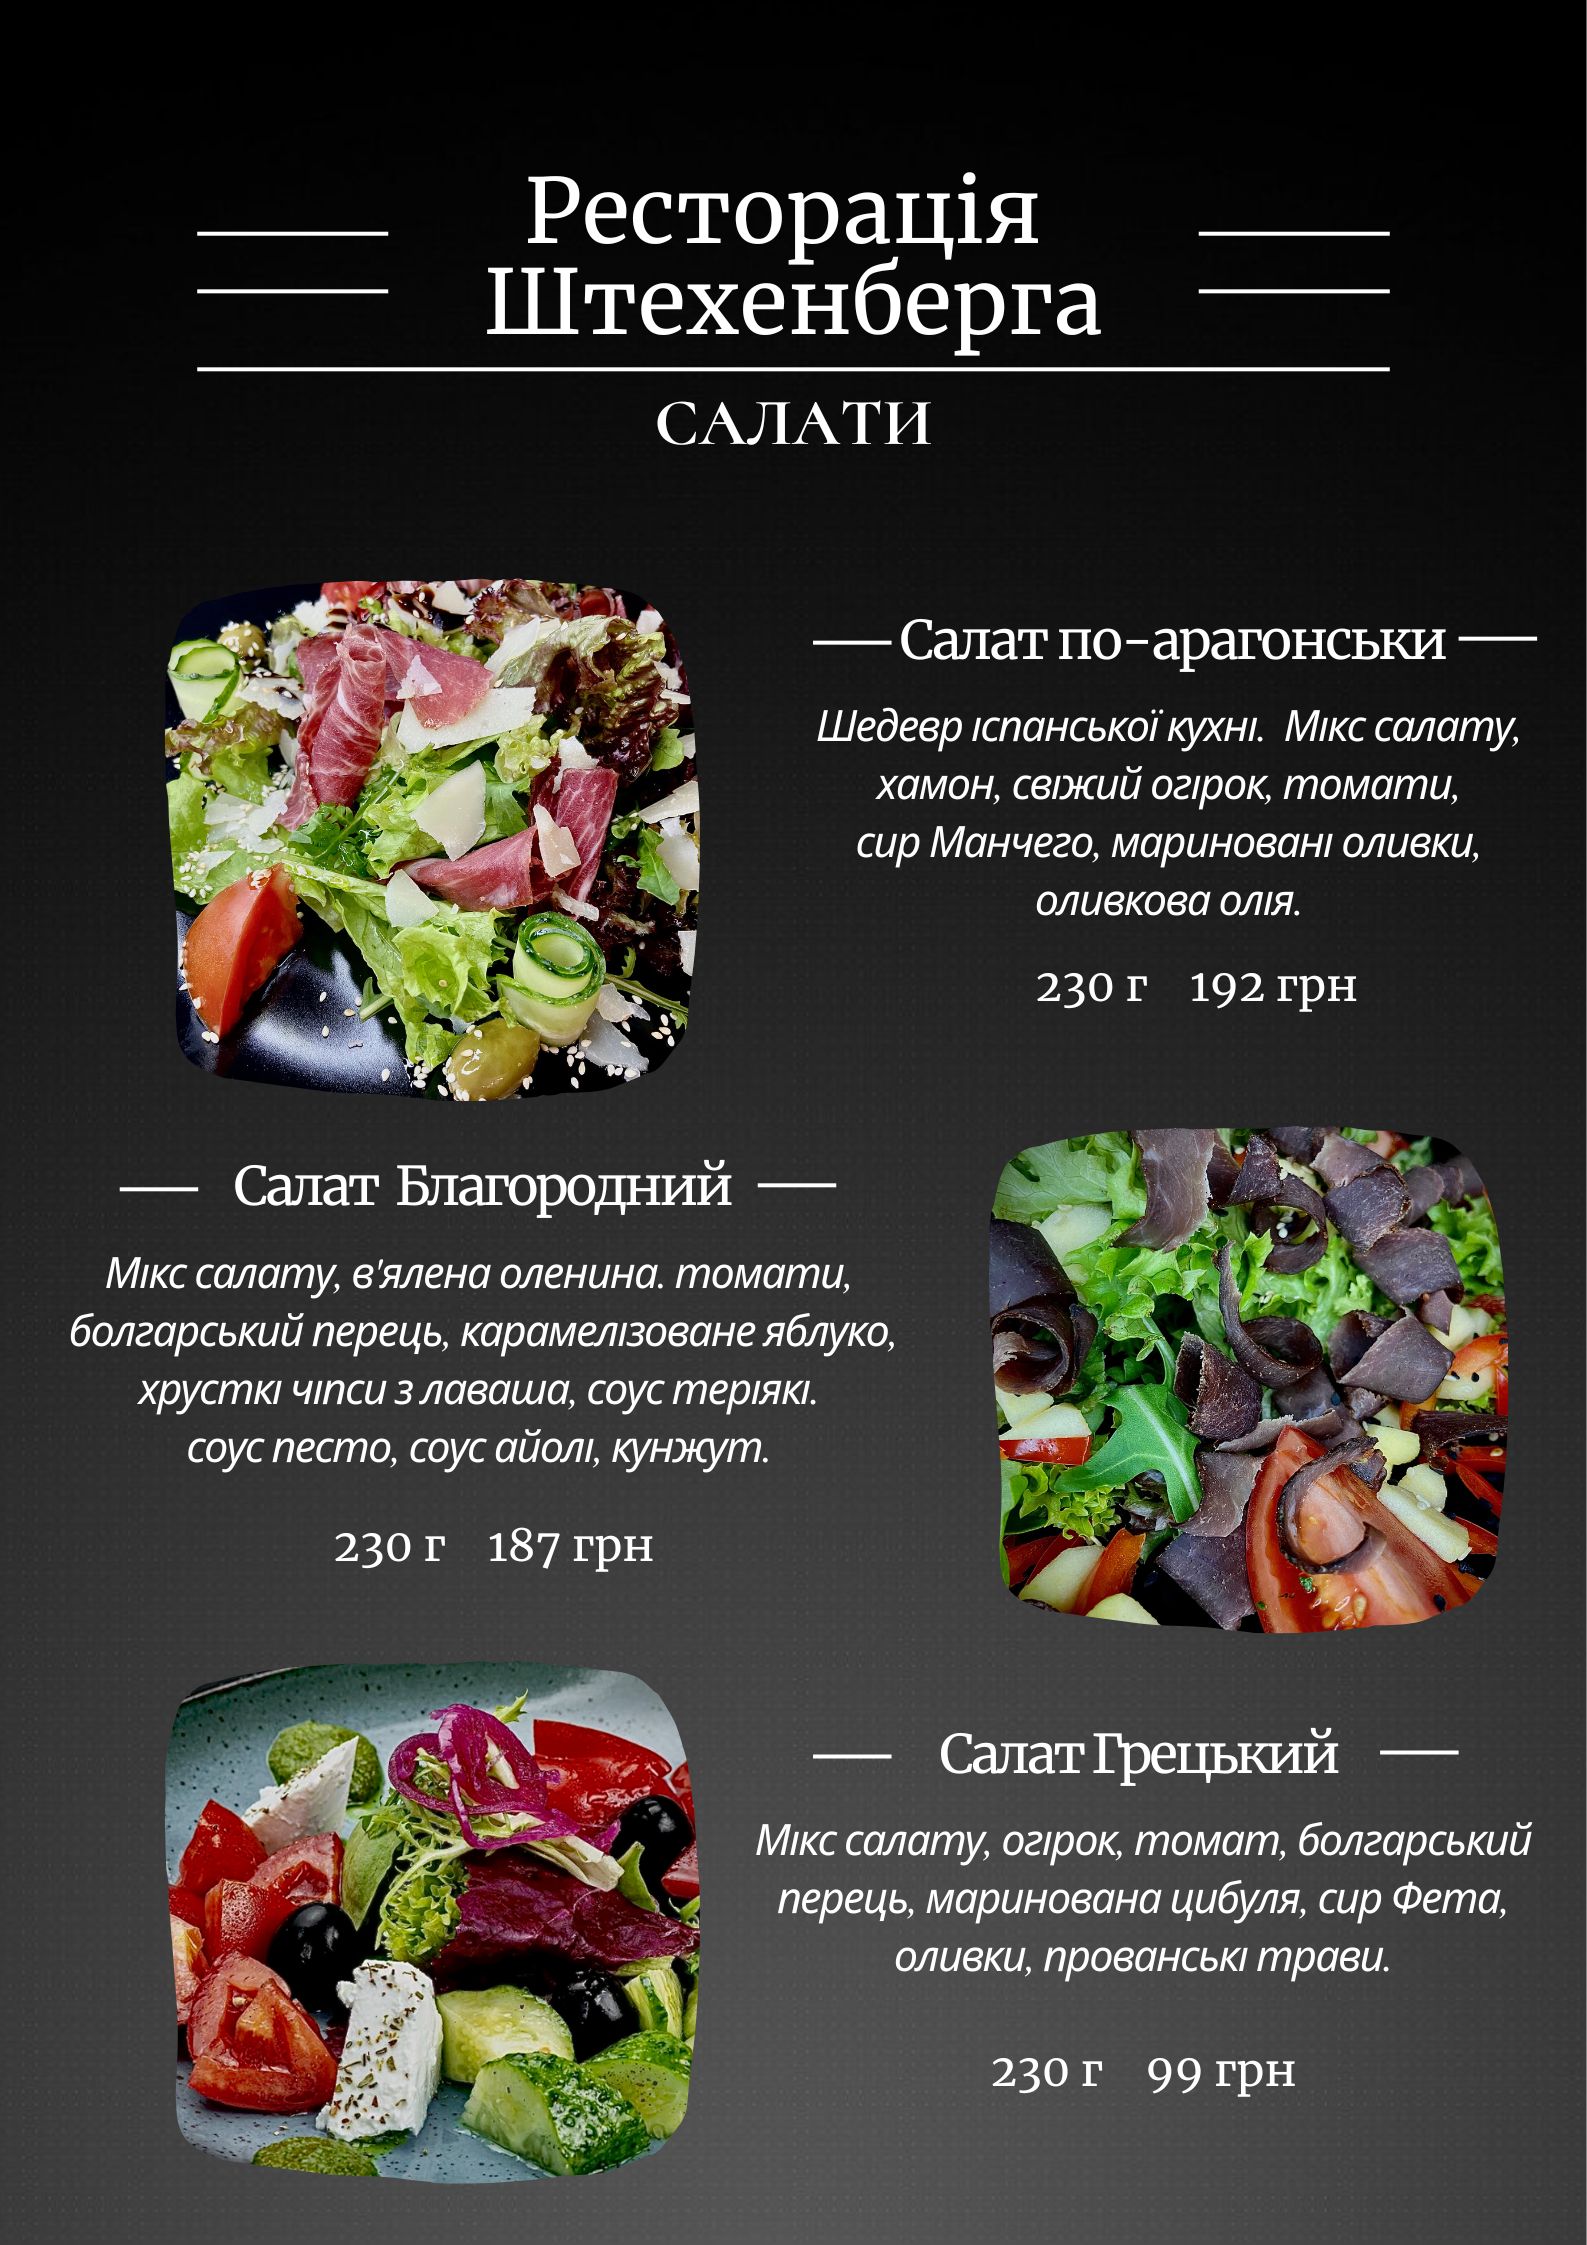 Ресторація
Штехенберга
САЛАТИ
Салат по-арагонськи
Шедевр іспанської кухні. Мікс салату,
хамон, свіжий огірок, томати,
сир Манчего, мариновані оливки,
оливкова олія.
230 г 192 грн
Салат Благородний
Мікс салату, в'ялена оленина. томати,
болгарський перець, карамелізоване яблуко,
хрусткі чіпси з лаваша, соус теріякі.
соус песто, соус айолі, кунжут.
230 г 187 грн
Салат Грецький
Мікс салату, огірок, томат, болгарський
перець, маринована цибуля, сир Фета,
оливки, прованські трави.
230 г 99 грн